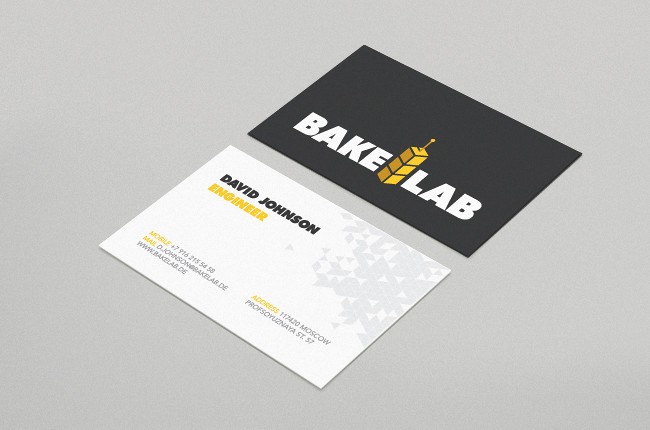 BAKE LAB
DAVID JOHNSON
ENGINEER
MOBILE +7 916 215 54 58
MAIL D.JOHNSON@BAKELAB.DE
WWW.BAKELAB.DE
ADDRESS 117420 MOSCOW
PROFSOYUZNAYA ST. 57